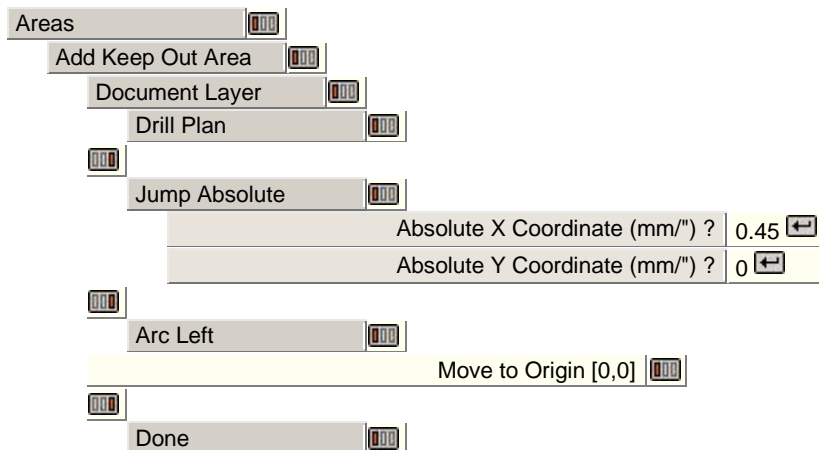 Areas
Add Keep Out Area
Document Layer
Drill Plan
Jump Absolute
Absolute X Coordinate (mm/") ? 0.45
Absolute Y Coordinate (mm/") ? 0
Arc Left
Move to Origin [0,0]
Done